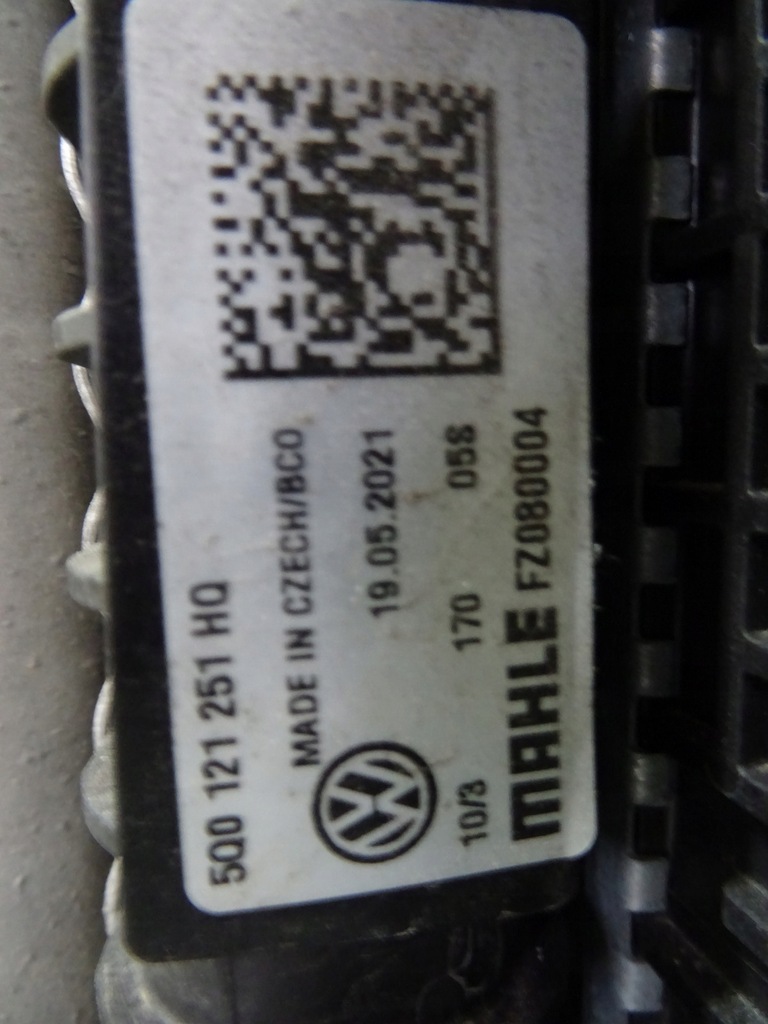 5Q0 121 251 HQ
MADE IN CZECH/BCO
19.05.2021
10/3 170 05S
MAHLE FZ080004